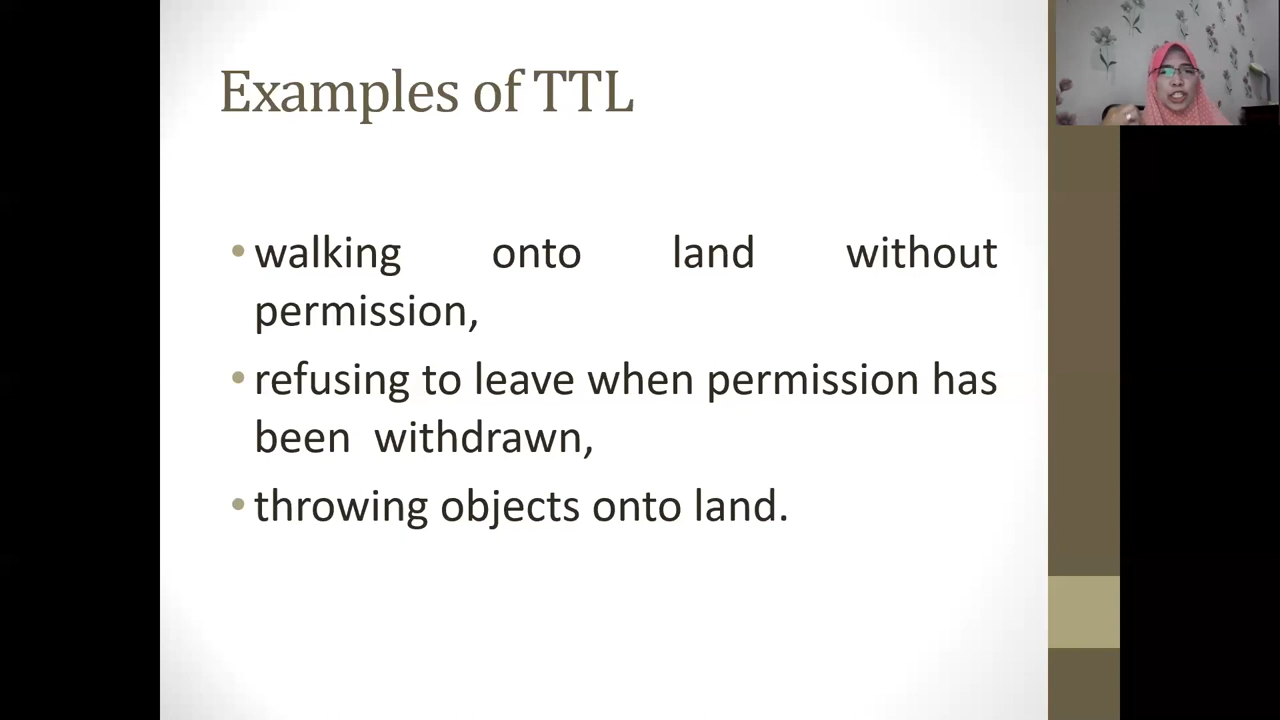 Examples of TTL
•walking onto land without
permission,
•refusing to leave when permission has
been withdrawn,
•throwing objects onto land.